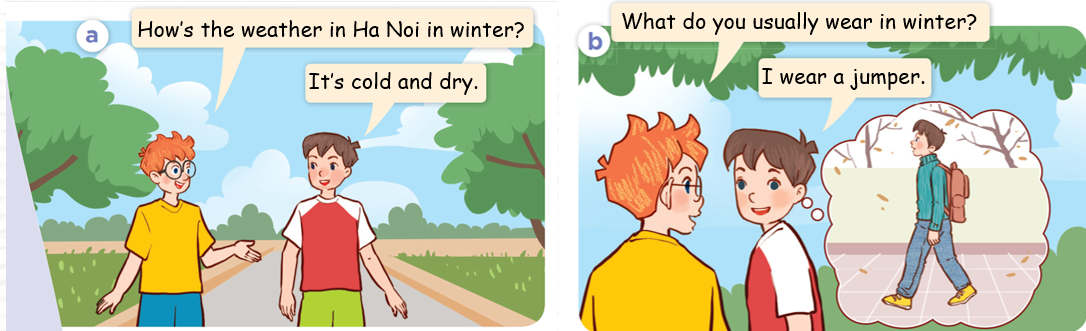 a
How's the weather in Ha Noi in winter?
It's cold and dry.
b
What do you usually wear in winter?
I wear a jumper.